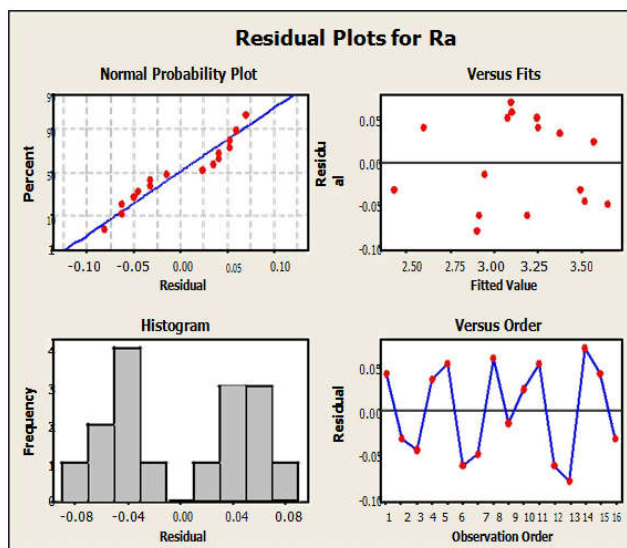 Residual Plots for Ra
Normal Probability Plot
Percent
-0.10 -0.05 0.00 0.05 0.10
Residual
Versus Fits
Residu
al
0.05
0.00
-0.05
-0.10
2.50 2.75 3.00 3.25 3.50
Fitted Value
Histogram
Frequency
4
3
2
1
0
-0.08 -0.04 0.00 0.04 0.08
Residual
Versus Order
Residual
0.05
0.00
-0.05
-0.10
1 2 3 4 5 6 7 8 9 10 11 12 13 14 15 16
Observation Order